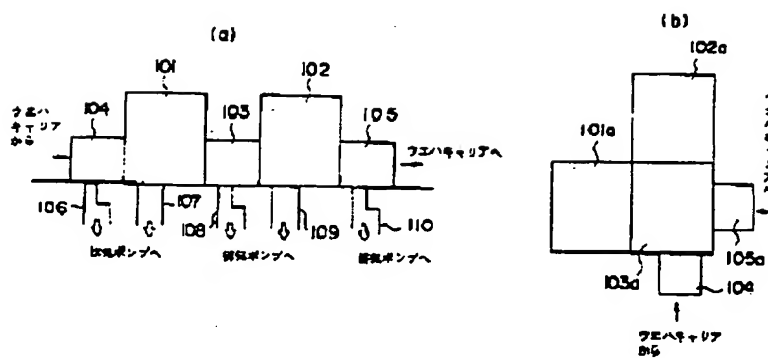 (a)
101
102
104
103
105
ウエハ
キャリア
から
ウエハキャリアへ
106
107
108
109
110
排気ポンプへ
排気ポンプへ
排気ポンプへ
(b)
102a
101a
105a
103a
104
ウエハキャリア
から